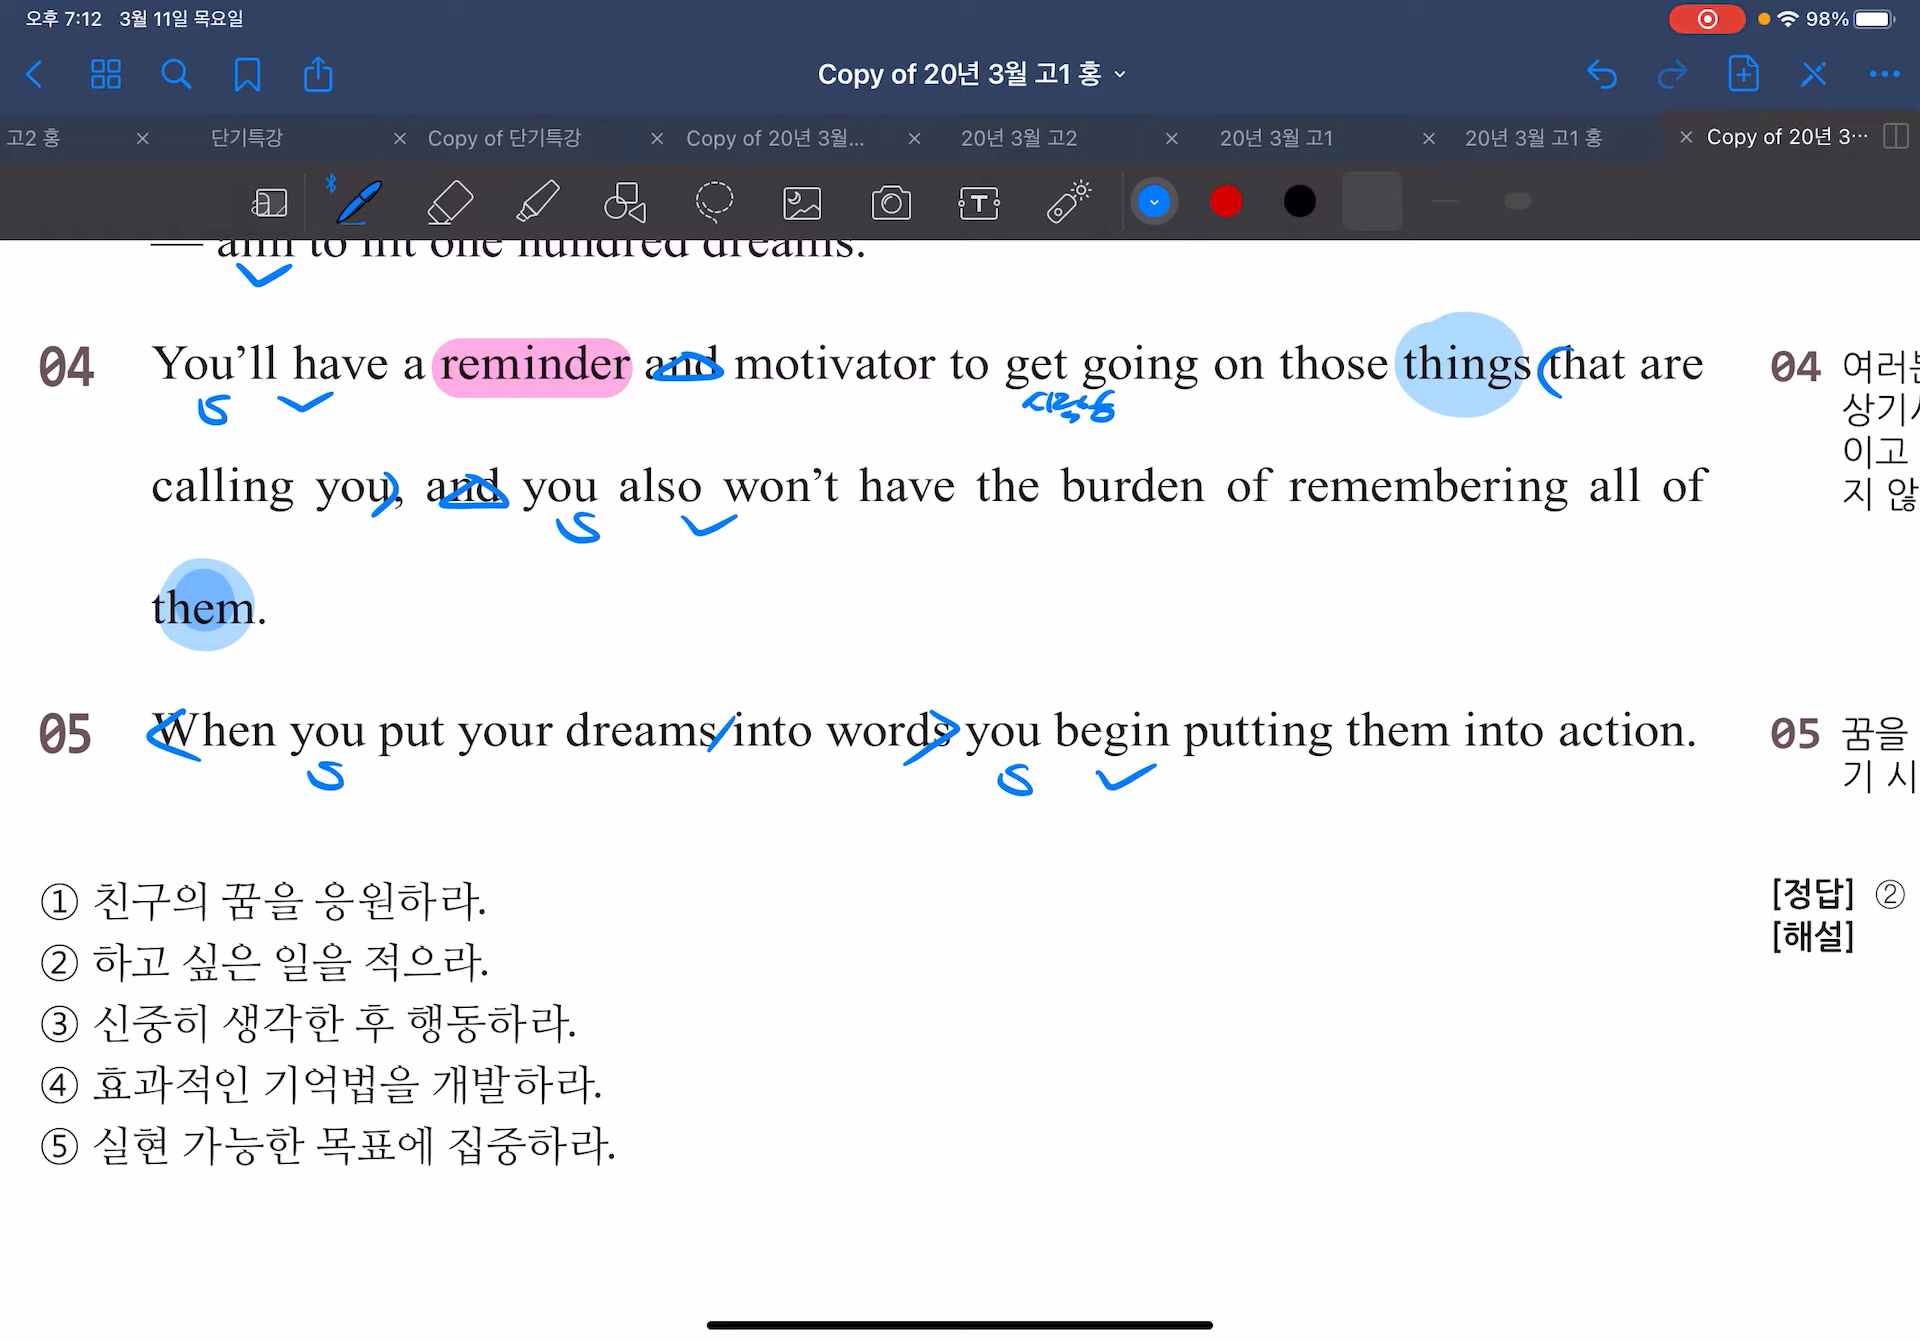 오후 7:12 3월 11일 목요일 98%
Copy of 20년 3월 고1 홍
고2 홍 단기특강 Copy of 단기특강 Copy of 20년 3월... 20년 3월 고2 20년 3월 고1 20년 3월 고1 홍 Copy of 20년 3···
— aim to hit one hundred dreams.
04 You'll have a reminder and motivator to get going on those things that are
S S
calling you, and you also won't have the burden of remembering all of
S
them.
05 When you put your dreams into words you begin putting them into action.
S S
① 친구의 꿈을 응원하라.
② 하고 싶은 일을 적으라.
③ 신중히 생각한 후 행동하라.
④ 효과적인 기억법을 개발하라.
⑤ 실현 가능한 목표에 집중하라.
04 여러분
상기시
이고
지 않
05 꿈을
기 시
[정답] ②
[해설]